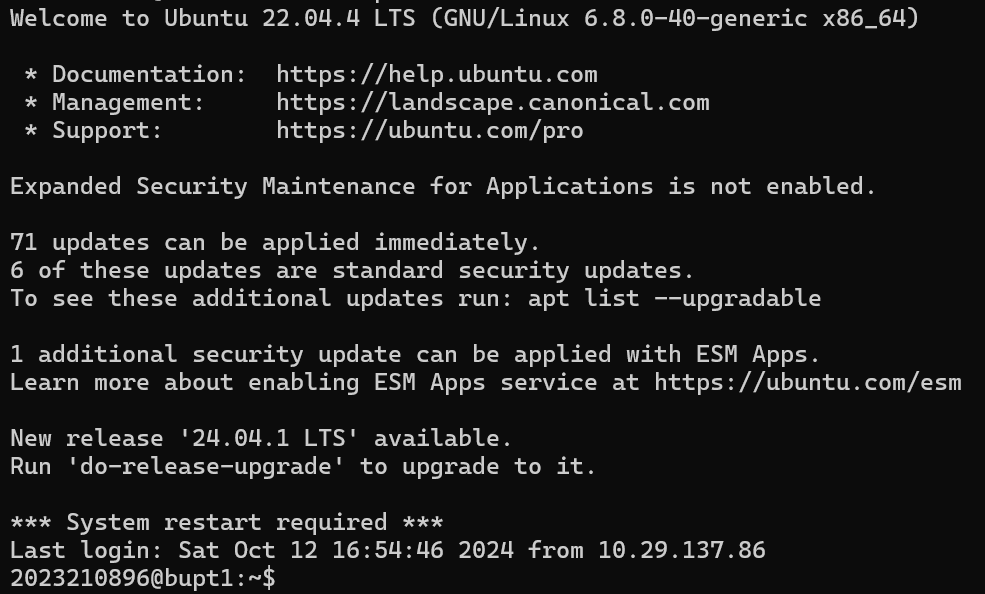 Welcome to Ubuntu 22.04.4 LTS (GNU/Linux 6.8.0-40-generic x86_64)
* Documentation:  https://help.ubuntu.com
* Management:     https://landscape.canonical.com
* Support:        https://ubuntu.com/pro
Expanded Security Maintenance for Applications is not enabled.
71 updates can be applied immediately.
6 of these updates are standard security updates.
To see these additional updates run: apt list --upgradable
1 additional security update can be applied with ESM Apps.
Learn more about enabling ESM Apps service at https://ubuntu.com/esm
New release '24.04.1 LTS' available.
Run 'do-release-upgrade' to upgrade to it.
*** System restart required ***
Last login: Sat Oct 12 16:54:46 2024 from 10.29.137.86
2023210896@bupt1:~$